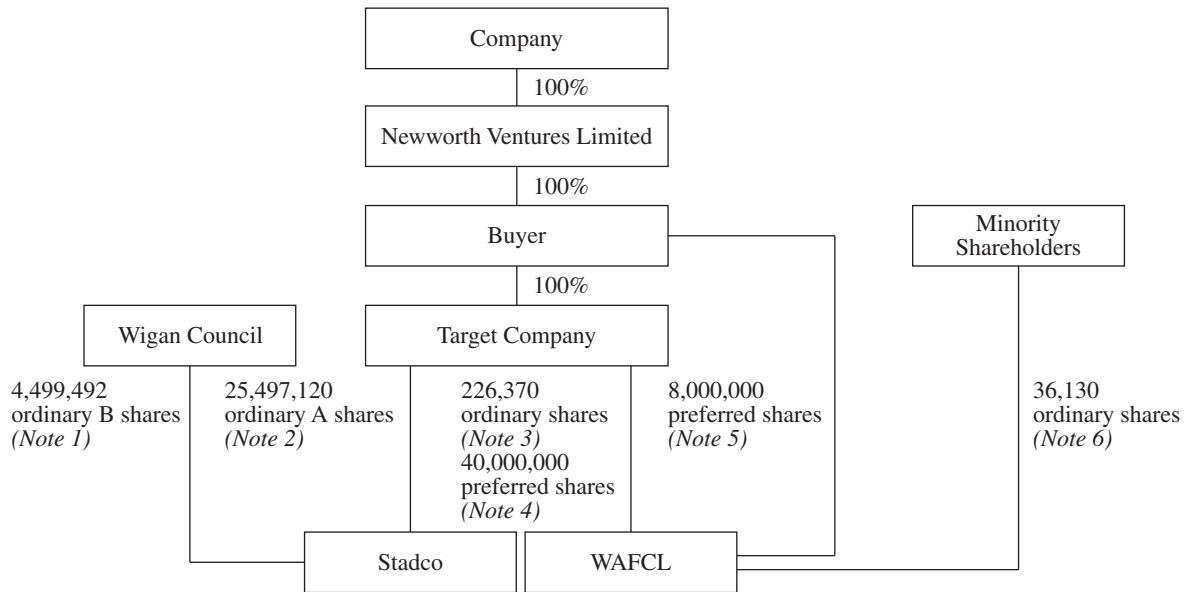 Company
100%
Newworth Ventures Limited
100%
Buyer
Minority
Shareholders
100%
Wigan Council
Target Company
4,499,492
ordinary B shares
(Note 1)
25,497,120
ordinary A shares
(Note 2)
226,370
ordinary shares
(Note 3)
40,000,000
preferred shares
(Note 4)
8,000,000
preferred shares
(Note 5)
36,130
ordinary shares
(Note 6)
Stadco
WAFCL